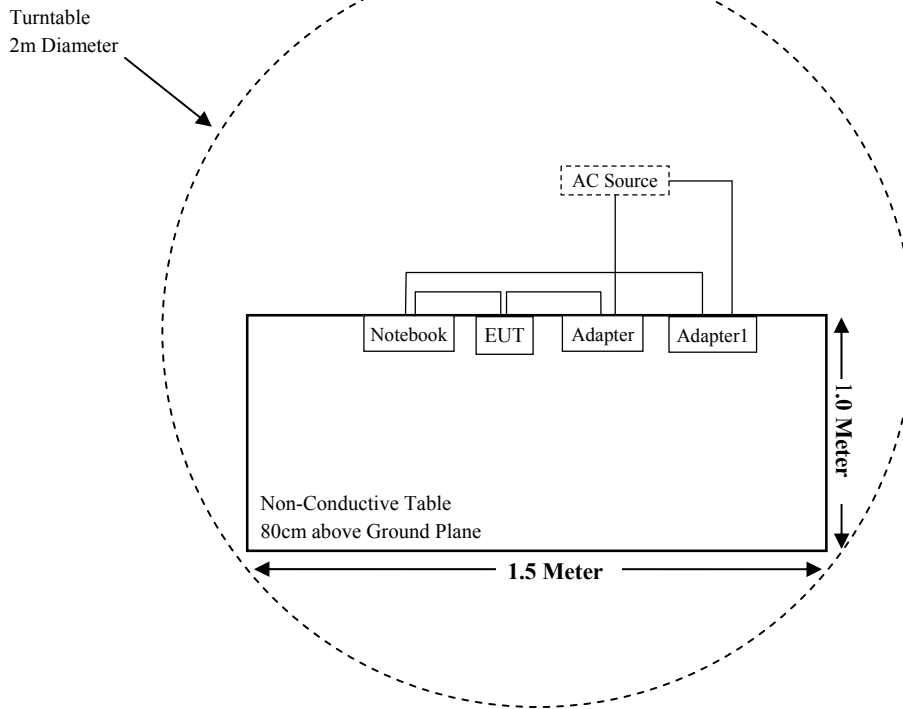 Turntable
2m Diameter
AC Source
Notebook
EUT
Adapter
Adapter1
1.0 Meter
Non-Conductive Table
80cm above Ground Plane
1.5 Meter